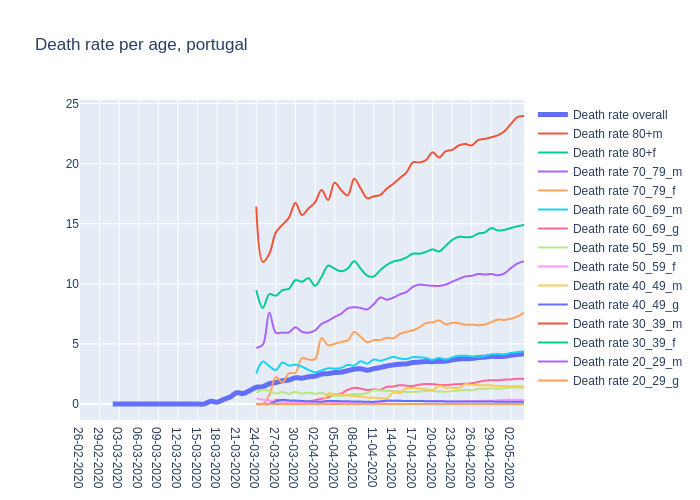 Death rate per age, portugal
25
20
15
10
5
0
26-02-2020
29-02-2020
03-03-2020
06-03-2020
09-03-2020
12-03-2020
15-03-2020
18-03-2020
21-03-2020
24-03-2020
27-03-2020
30-03-2020
02-04-2020
05-04-2020
08-04-2020
11-04-2020
14-04-2020
17-04-2020
20-04-2020
23-04-2020
26-04-2020
29-04-2020
02-05-2020
Death rate overall
Death rate 80+m
Death rate 80+f
Death rate 70_79_m
Death rate 70_79_f
Death rate 60_69_m
Death rate 60_69_g
Death rate 50_59_m
Death rate 50_59_f
Death rate 40_49_m
Death rate 40_49_g
Death rate 30_39_m
Death rate 30_39_f
Death rate 20_29_m
Death rate 20_29_g